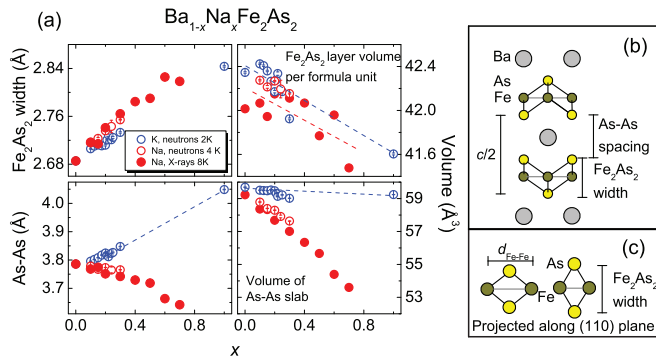 Ba1-xNaxFe2As2
(a)
Fe2As2 width (Å)
2.84
2.76
2.68
K, neutrons 2K
Na, neutrons 4 K
Na, X-rays 8K
Fe2As2 layer volume
per formula unit
42.4
42.0
41.6
Volume (Å3)
As-As (Å)
4.0
3.9
3.8
3.7
0.0
0.4
0.8
Volume of
As-As slab
59
57
55
53
0.0
0.4
0.8
x
(b)
Ba
As
Fe
c/2
As-As
spacing
Fe2As2
width
(c)
dFe-Fe
As
Fe
Fe2As2
width
Projected along (110) plane